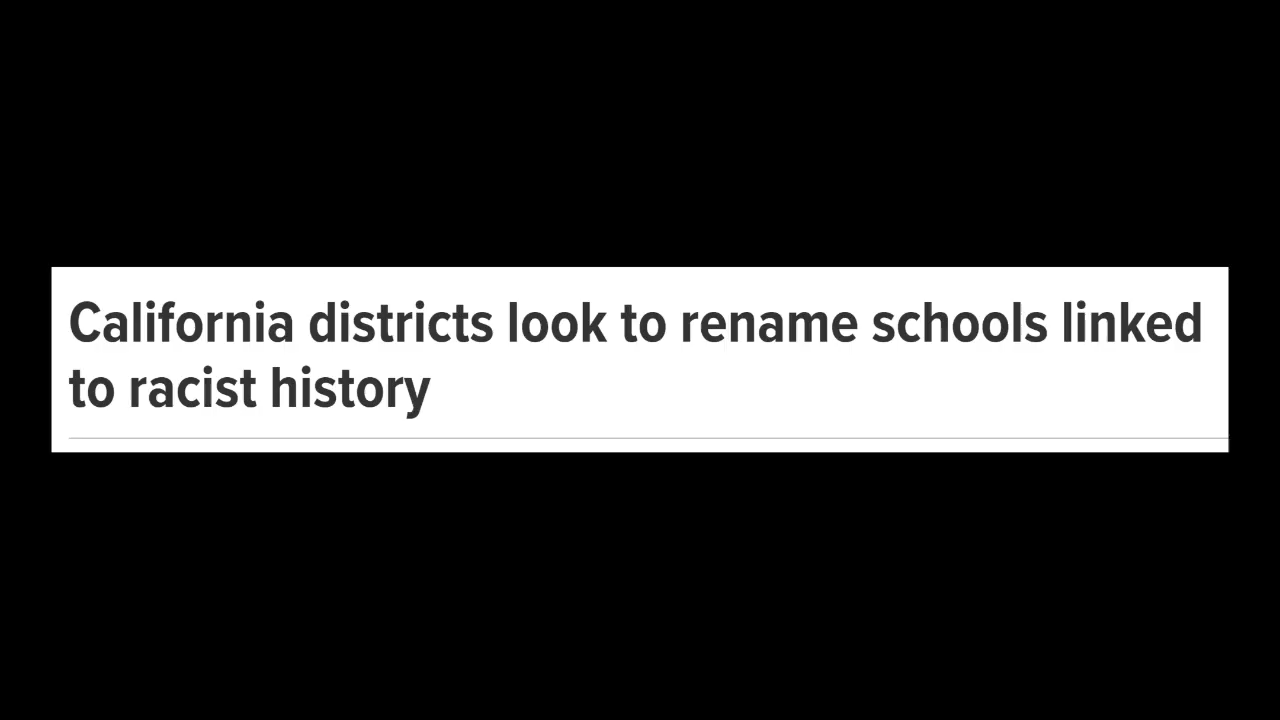 California districts look to rename schools linked
to racist history